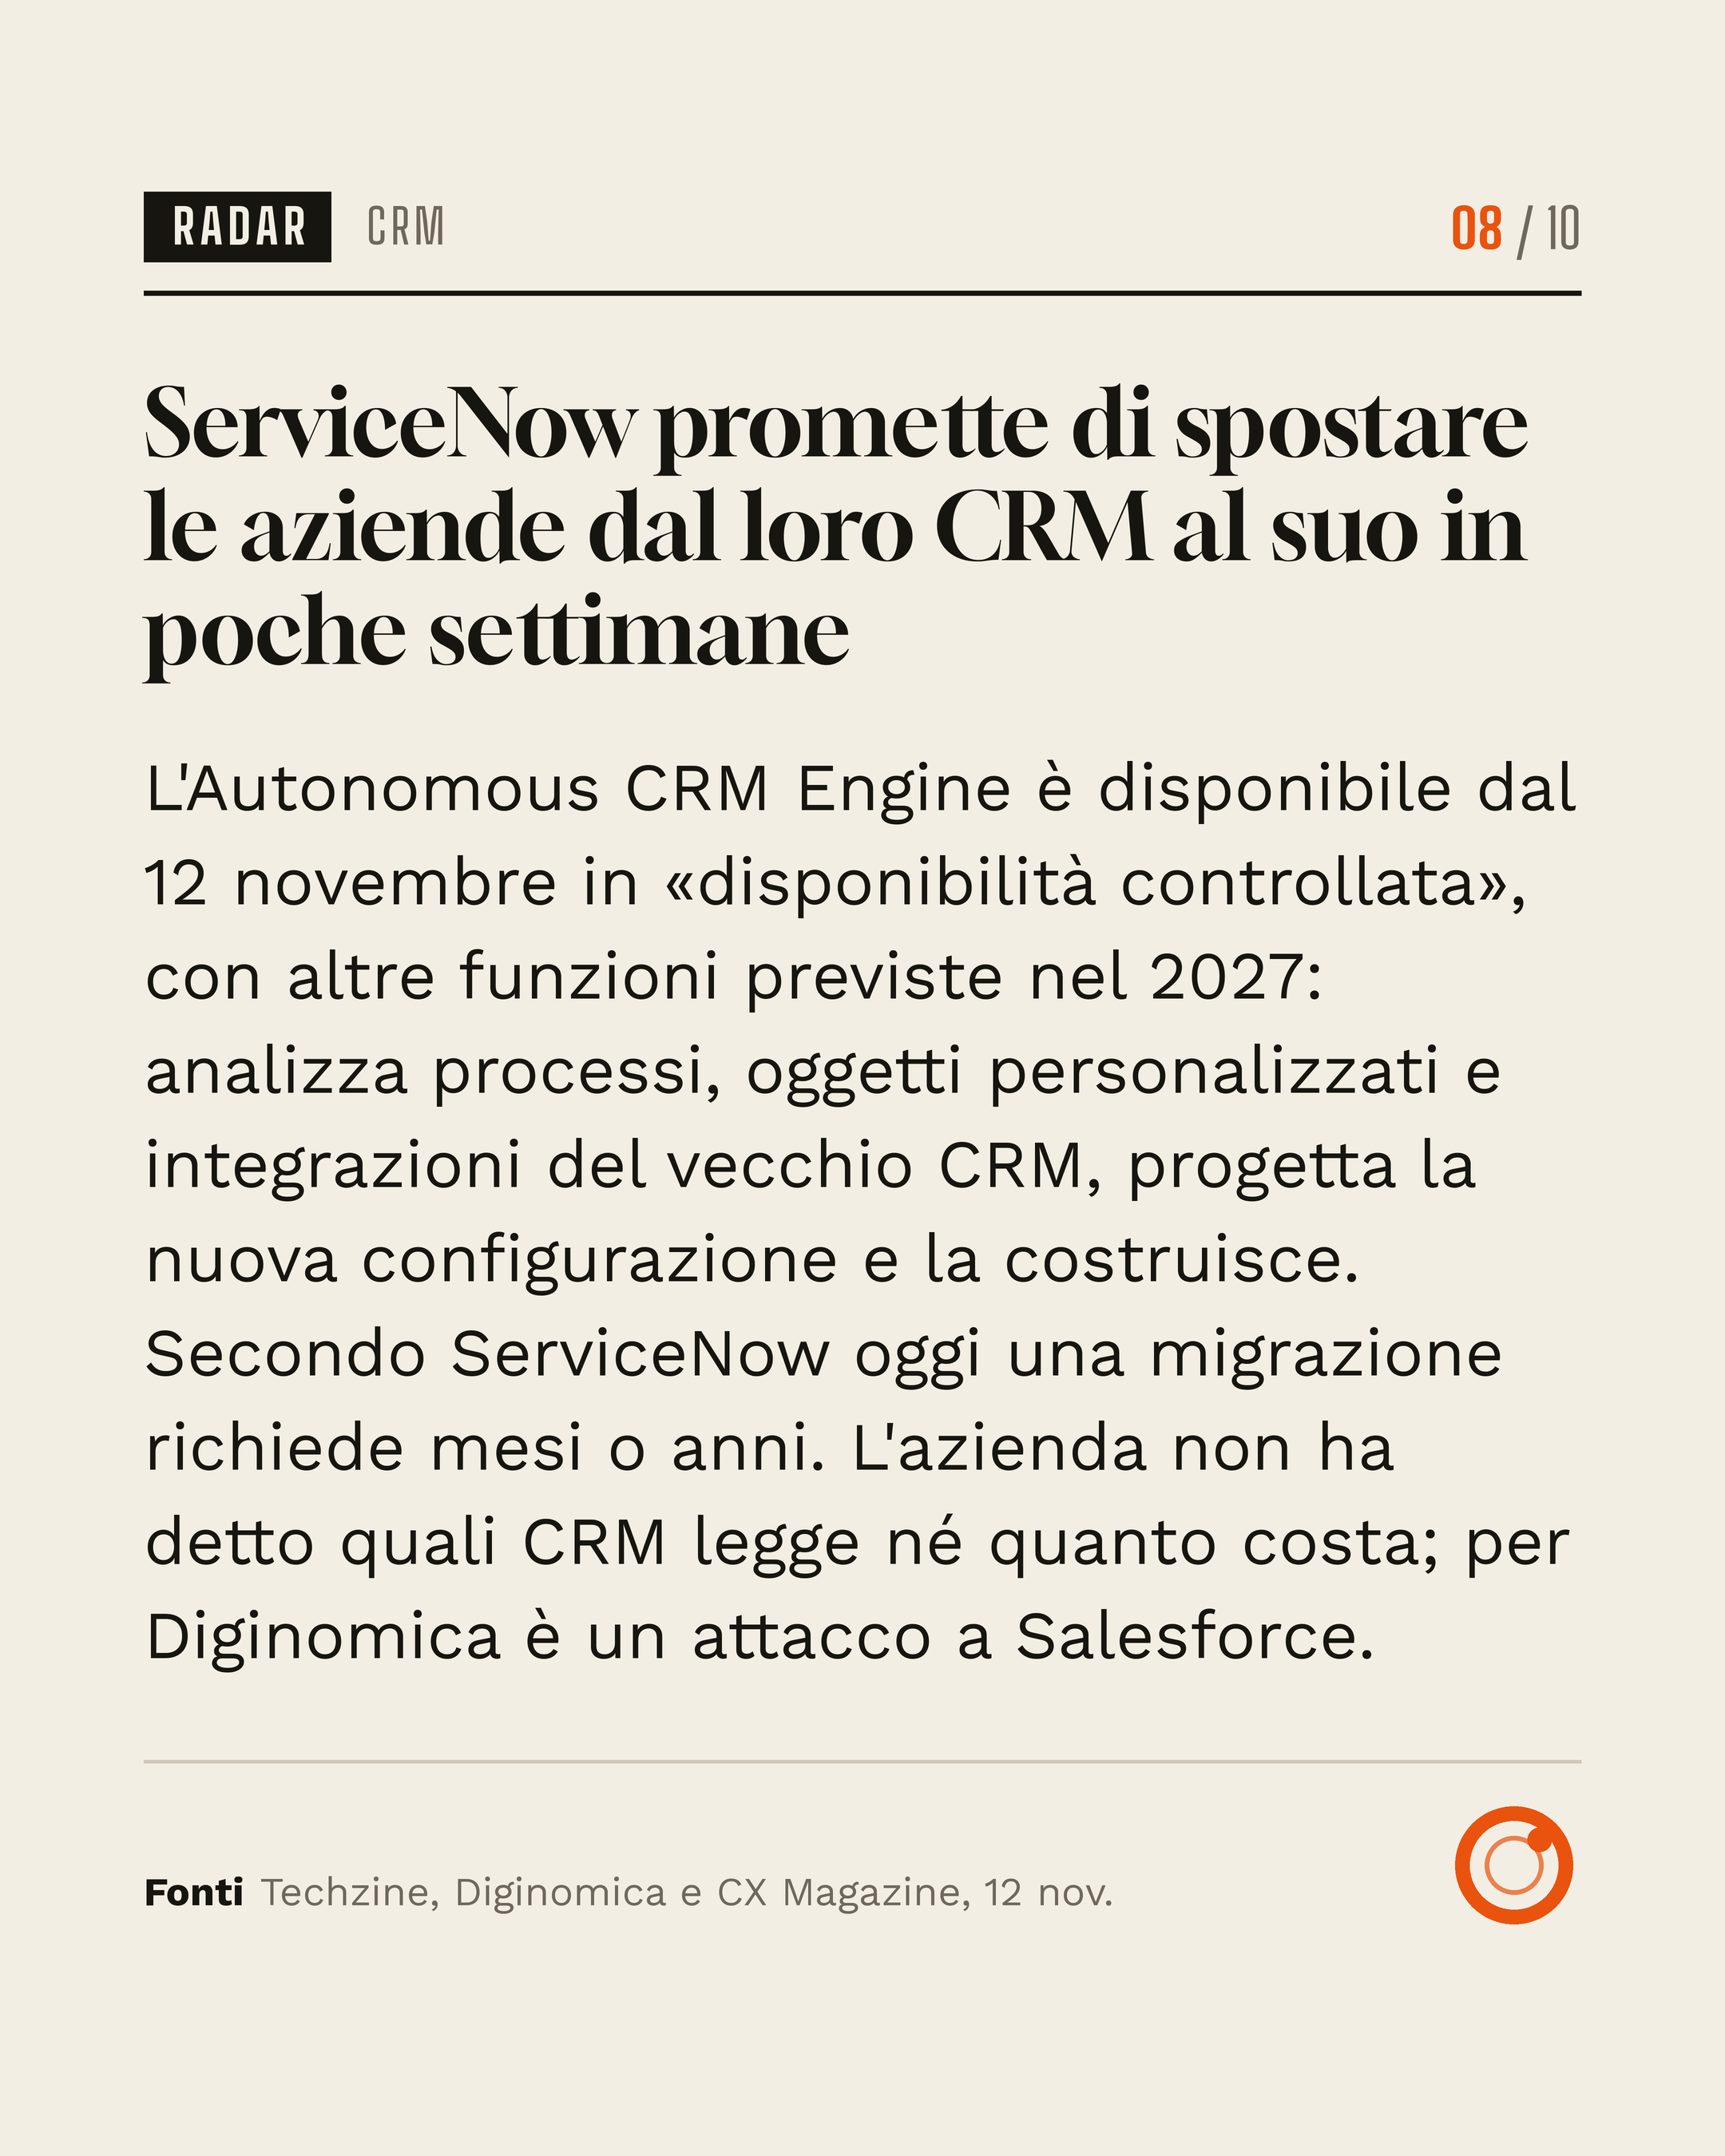 RADAR CRM 08 / 10
ServiceNow promette di spostare
le aziende dal loro CRM al suo in
poche settimane
L'Autonomous CRM Engine è disponibile dal
12 novembre in «disponibilità controllata»,
con altre funzioni previste nel 2027:
analizza processi, oggetti personalizzati e
integrazioni del vecchio CRM, progetta la
nuova configurazione e la costruisce.
Secondo ServiceNow oggi una migrazione
richiede mesi o anni. L'azienda non ha
detto quali CRM legge né quanto costa; per
Diginomica è un attacco a Salesforce.
Fonti Techzine, Diginomica e CX Magazine, 12 nov.